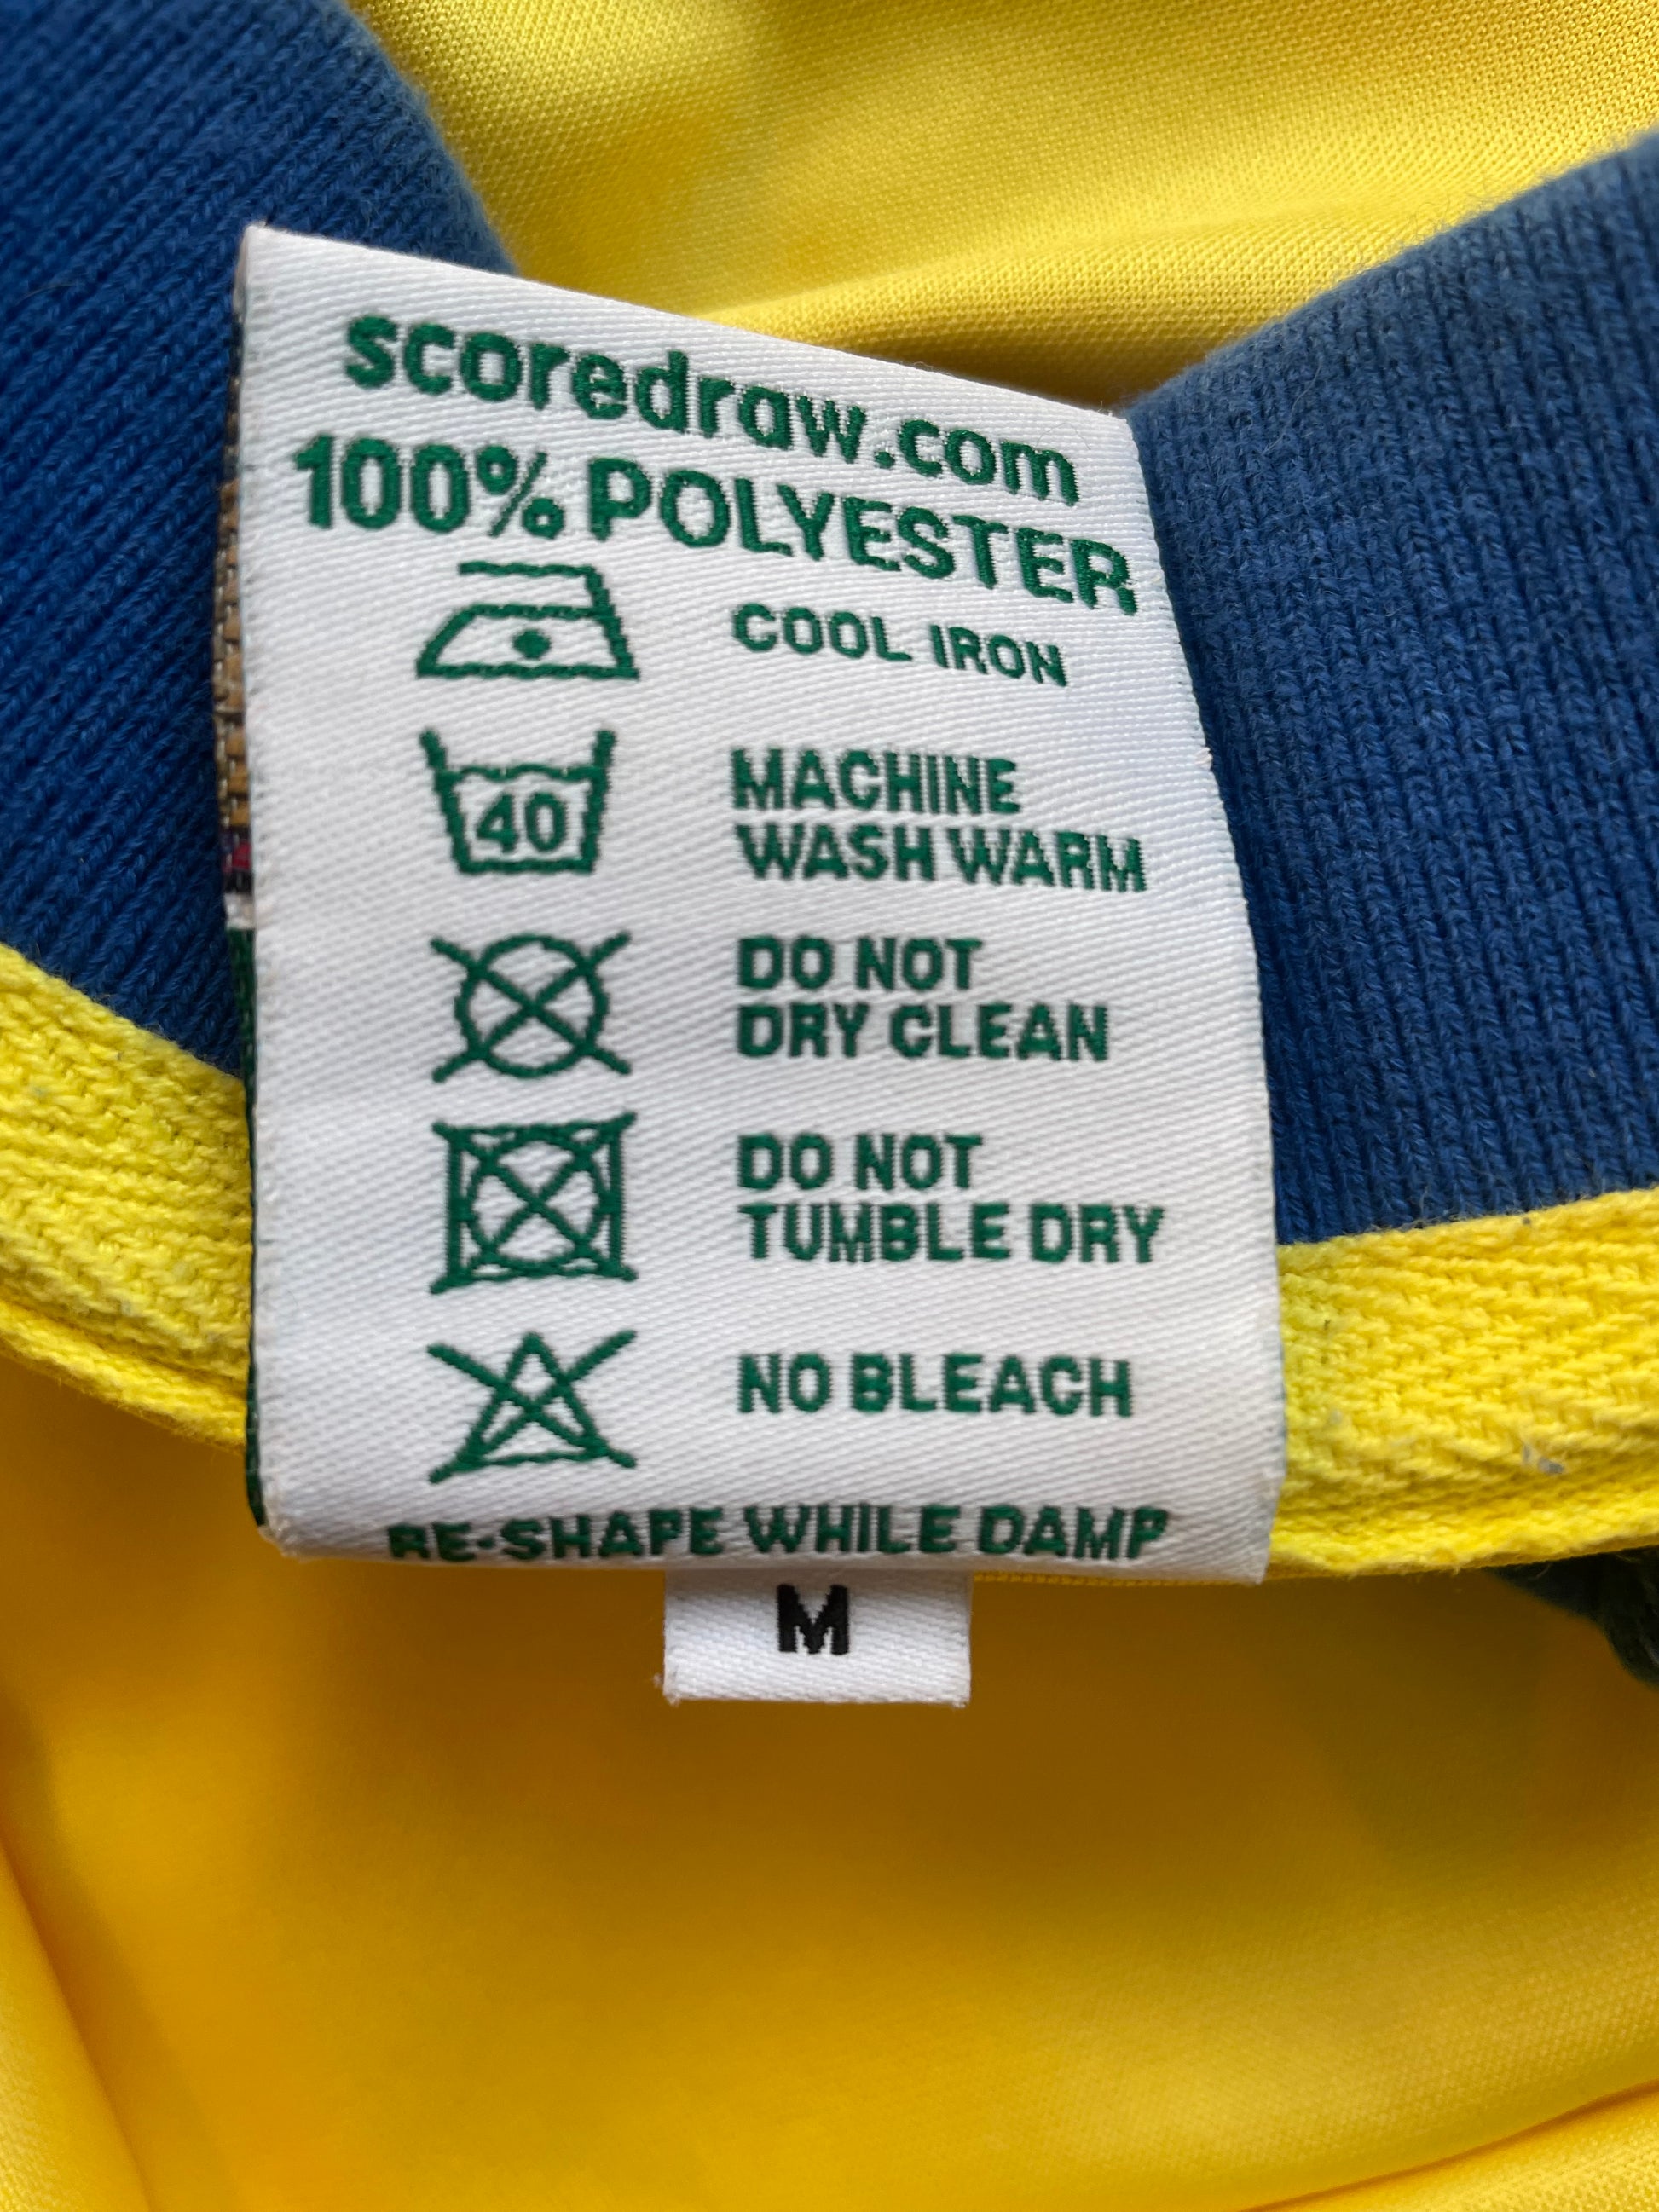 scoredraw.com
100% POLYESTER
COOL IRON
40
MACHINE
WASH WARM
DO NOT
DRY CLEAN
DO NOT
TUMBLE DRY
NO BLEACH
RE-SHAPE WHILE DAMP
M